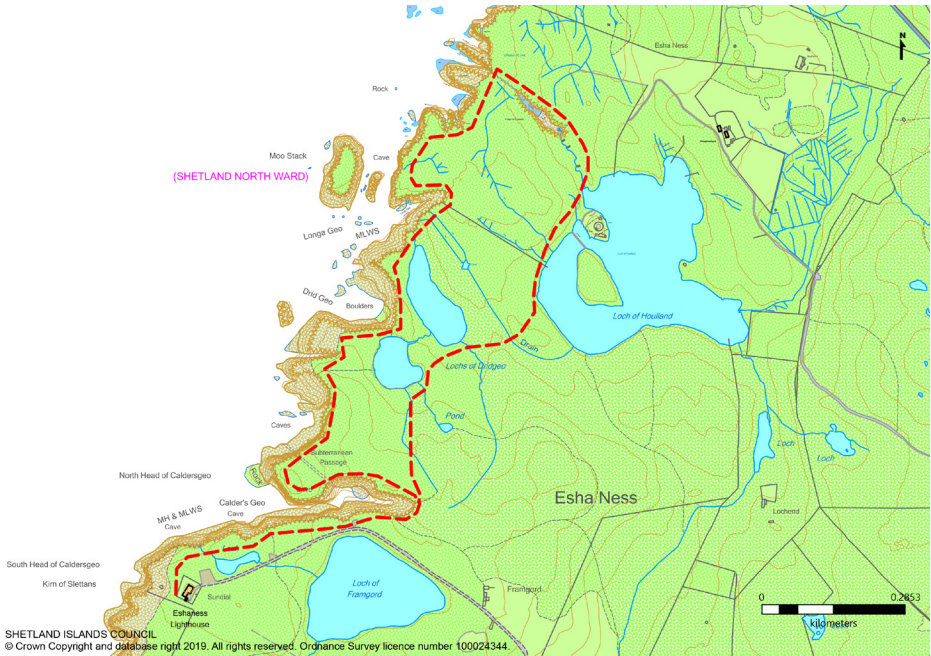 N
Esha Ness
Rock
Moo Stack
Cave
(SHETLAND NORTH WARD)
Longa Geo
MLWS
Drid Geo
Boulders
Loch of Houlland
Drain
Lochs of Dridgeo
Pond
Caves
Subterranean
Passage
Loch
Loch
North Head of Caldersgeo
Rock
Esha Ness
Calder's Geo
Cave
MH & MLWS
Cave
Lochend
South Head of Caldersgeo
Kirn of Slettans
Loch of
Framgord
Framgord
Sundial
Eshaness
Lighthouse
0
0.2853
kilometers
SHETLAND ISLANDS COUNCIL
© Crown Copyright and database right 2019. All rights reserved. Ordnance Survey licence number 100024344.